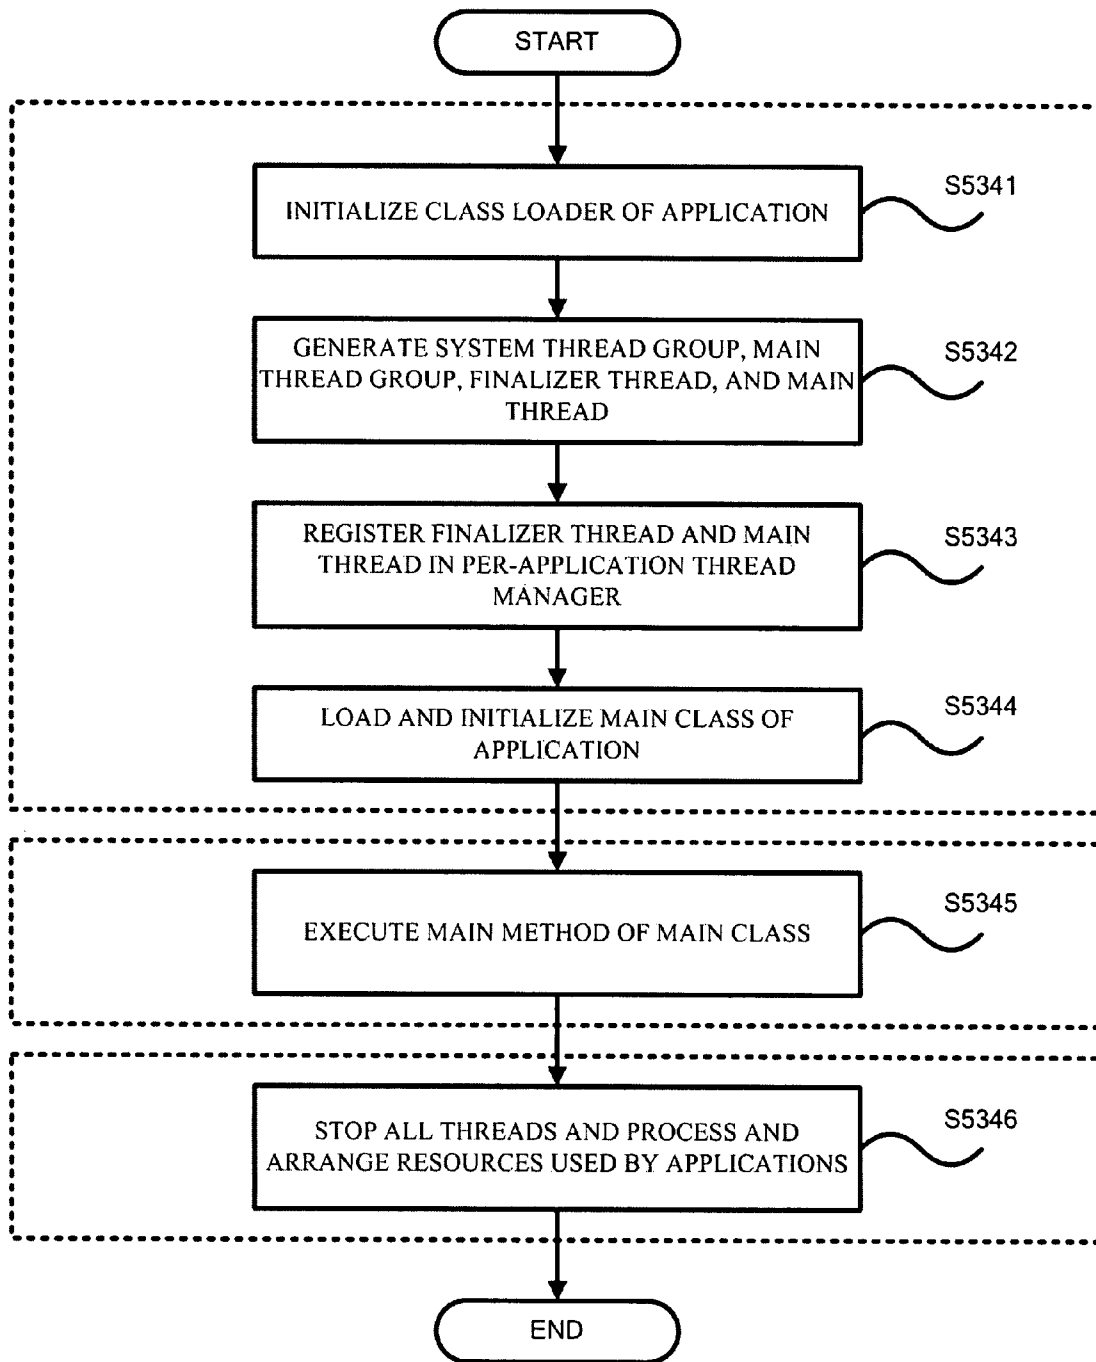 START
S5341
INITIALIZE CLASS LOADER OF APPLICATION
S5342
GENERATE SYSTEM THREAD GROUP, MAIN
THREAD GROUP, FINALIZER THREAD, AND MAIN
THREAD
S5343
REGISTER FINALIZER THREAD AND MAIN
THREAD IN PER-APPLICATION THREAD
MANAGER
S5344
LOAD AND INITIALIZE MAIN CLASS OF
APPLICATION
S5345
EXECUTE MAIN METHOD OF MAIN CLASS
S5346
STOP ALL THREADS AND PROCESS AND
ARRANGE RESOURCES USED BY APPLICATIONS
END